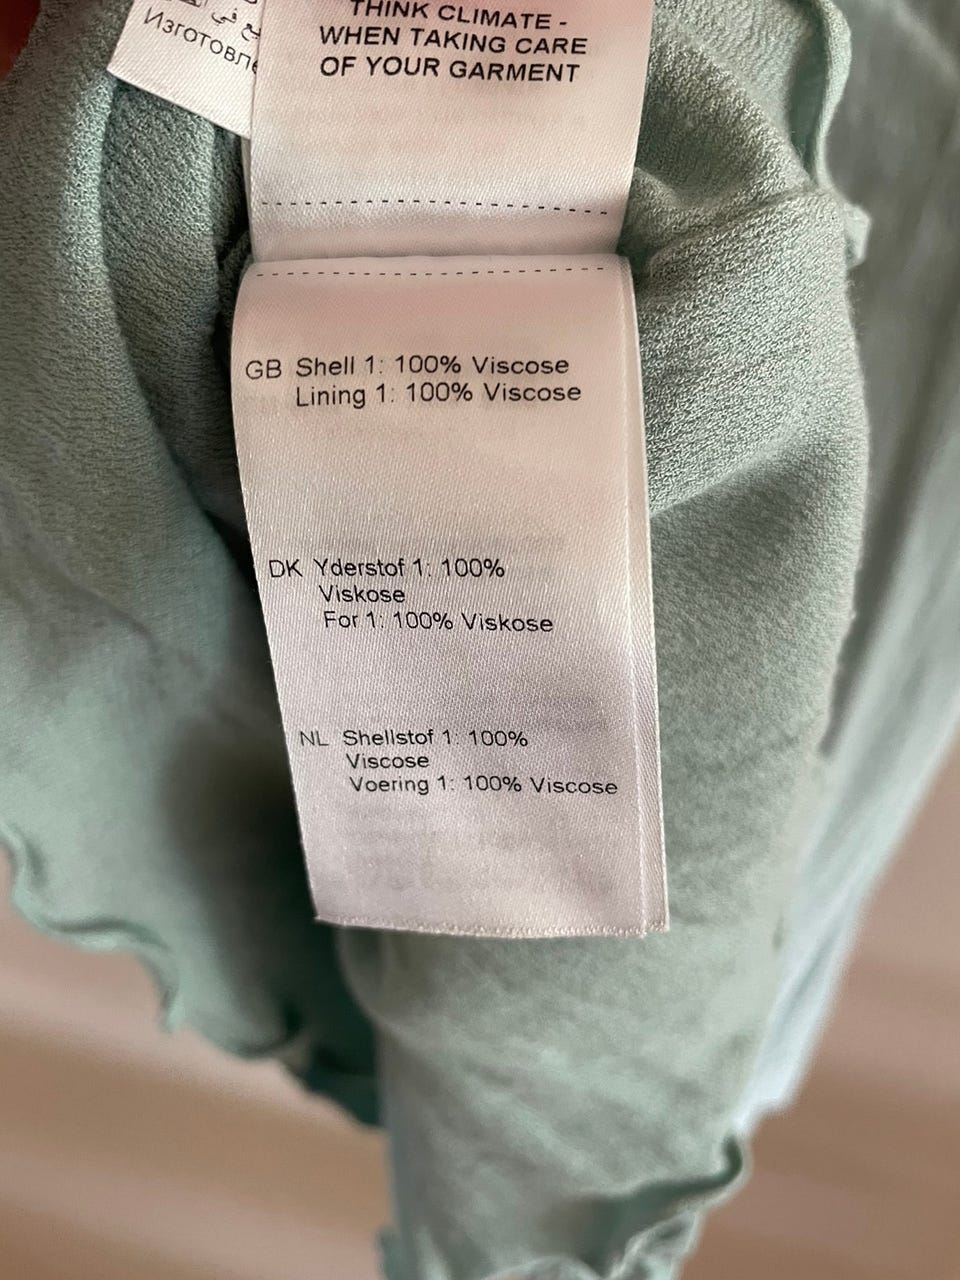 Изготовле
THINK CLIMATE -
WHEN TAKING CARE
OF YOUR GARMENT
GB Shell 1: 100% Viscose
Lining 1: 100% Viscose
DK Yderstof 1: 100%
Viskose
For 1: 100% Viskose
NL Shellstof 1: 100%
Viscose
Voering 1: 100% Viscose